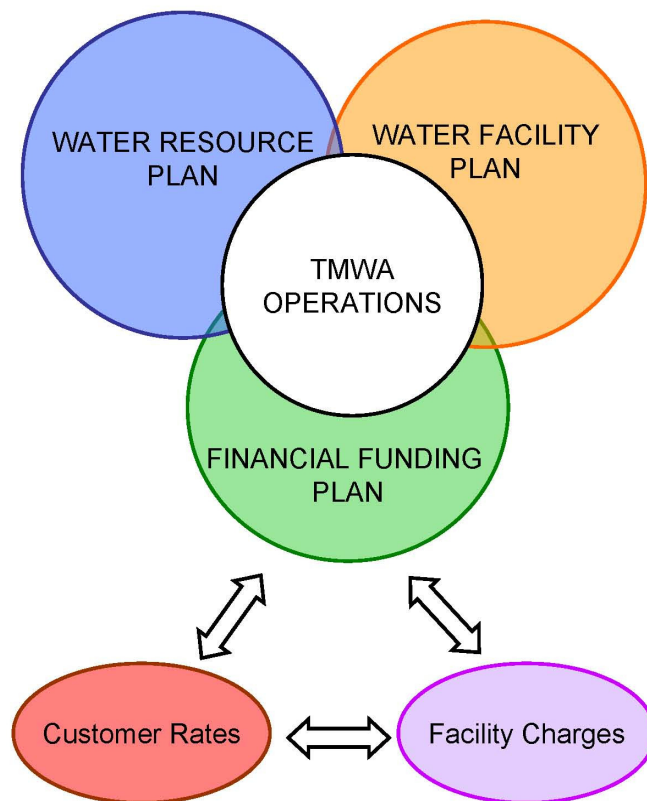 WATER RESOURCE
PLAN
WATER FACILITY
PLAN
TMWA
OPERATIONS
FINANCIAL FUNDING
PLAN
Customer Rates
Facility Charges